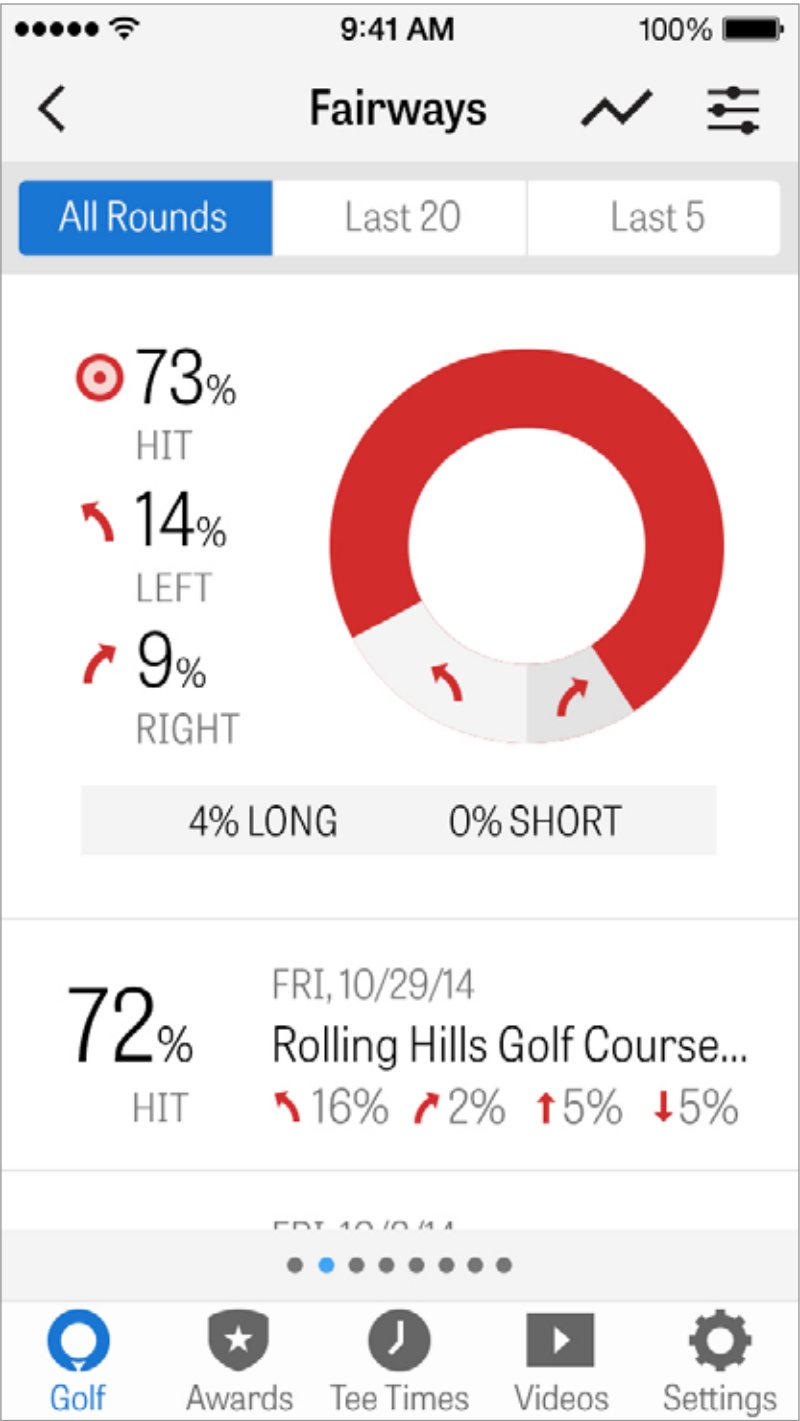 9:41 AM 100%
Fairways
All Rounds Last 20 Last 5
73%
HIT
14%
LEFT
9%
RIGHT
4% LONG 0% SHORT
72%
HIT
FRI, 10/29/14
Rolling Hills Golf Course...
16% 2% 5% 5%
Golf Awards Tee Times Videos Settings